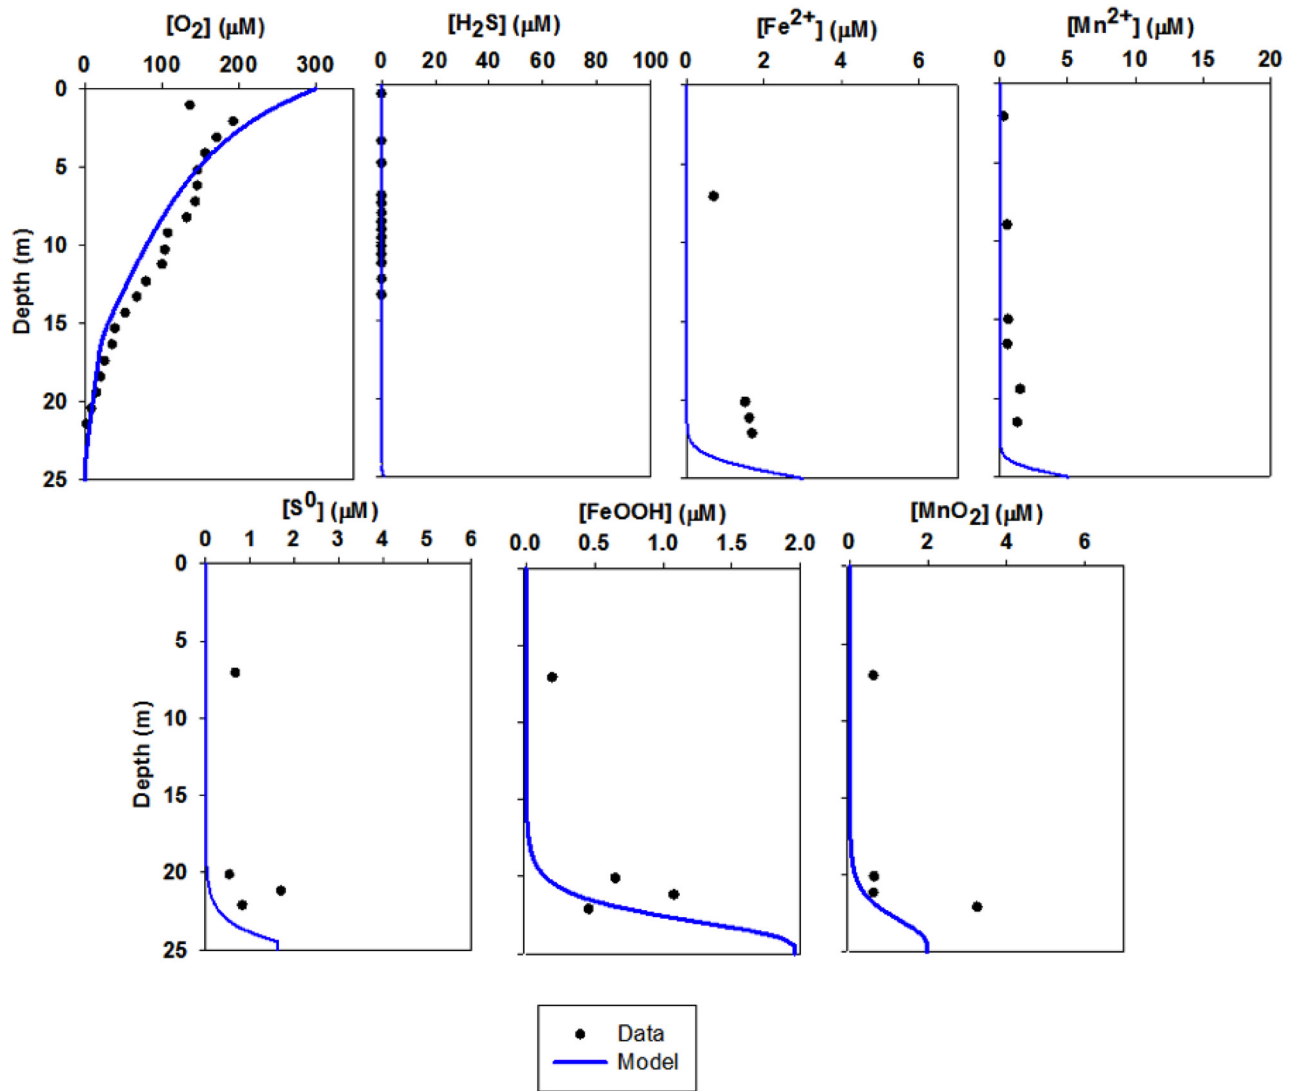 [O2] (μM) [H2S] (μM) [Fe2+] (μM) [Mn2+] (μM)
0 100 200 300 0 20 40 60 80 100 0 2 4 6 0 5 10 15 20
0
5
10
15
20
25
Depth (m)
[S0] (μM) [FeOOH] (μM) [MnO2] (μM)
0 1 2 3 4 5 6 0.0 0.5 1.0 1.5 2.0 0 2 4 6
0
5
10
15
20
25
Depth (m)
Data
Model